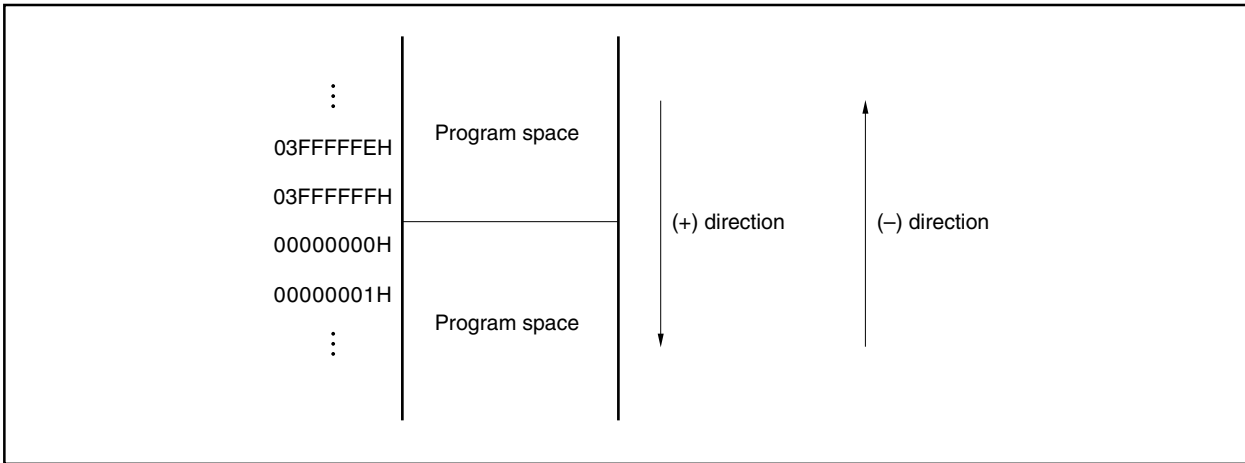 ⋮
03FFFFFEH
Program space
03FFFFFFH
(+) direction
(–) direction
00000000H
00000001H
Program space
⋮